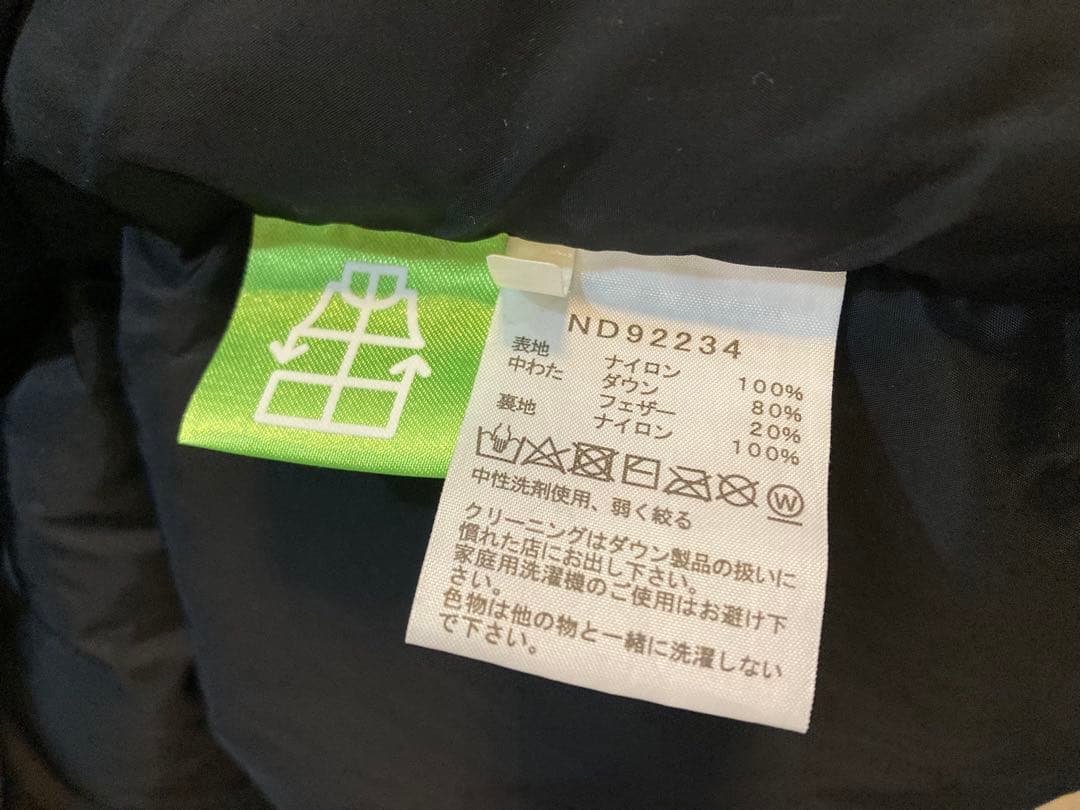 ND92234
表地 ナイロン 100%
中わた ダウン 80%
フェザー 20%
裏地 ナイロン 100%
W
中性洗剤使用、弱く絞る
クリーニングはダウン製品の扱いに
慣れた店にお出し下さい。
家庭用洗濯機のご使用はお避け下
さい。
色物は他の物と一緒に洗濯しない
で下さい。